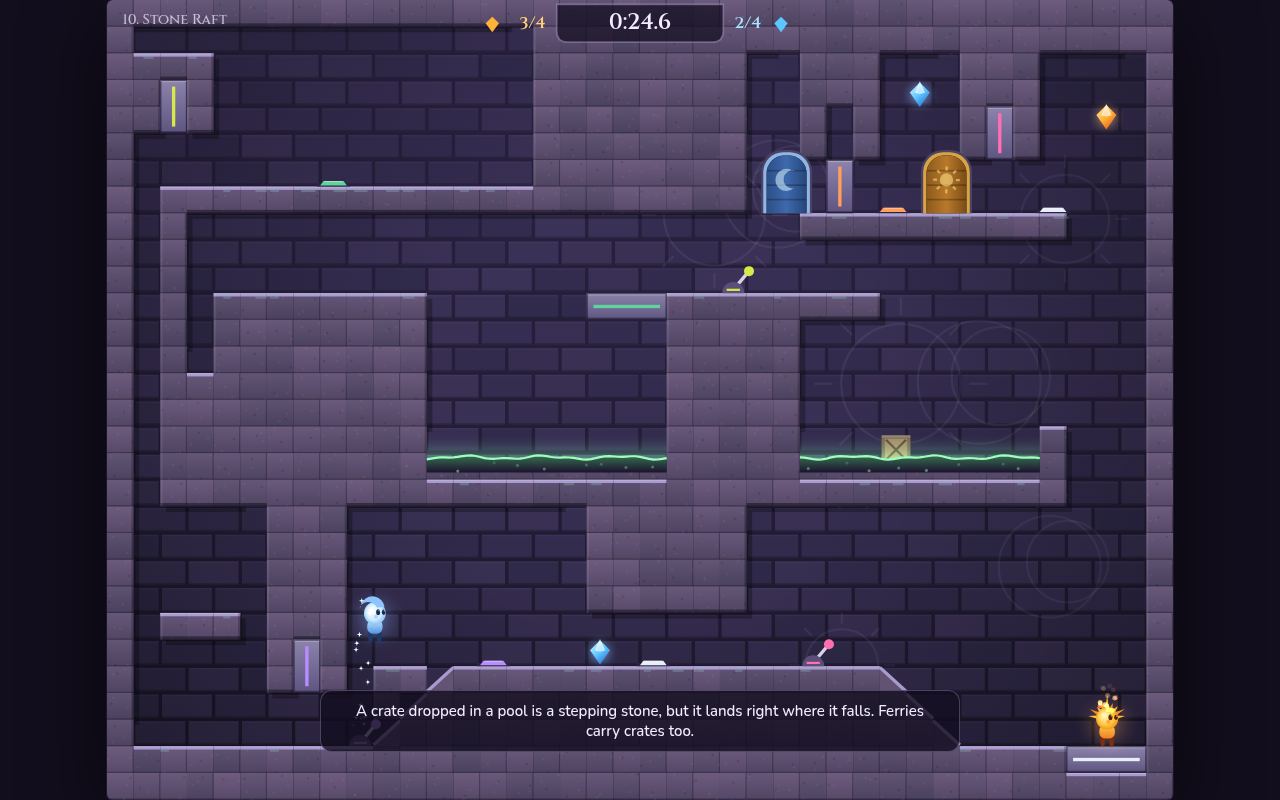 10. Stone Raft
3/4
0:24.6
2/4
A crate dropped in a pool is a stepping stone, but it lands right where it falls. Ferries
carry crates too.